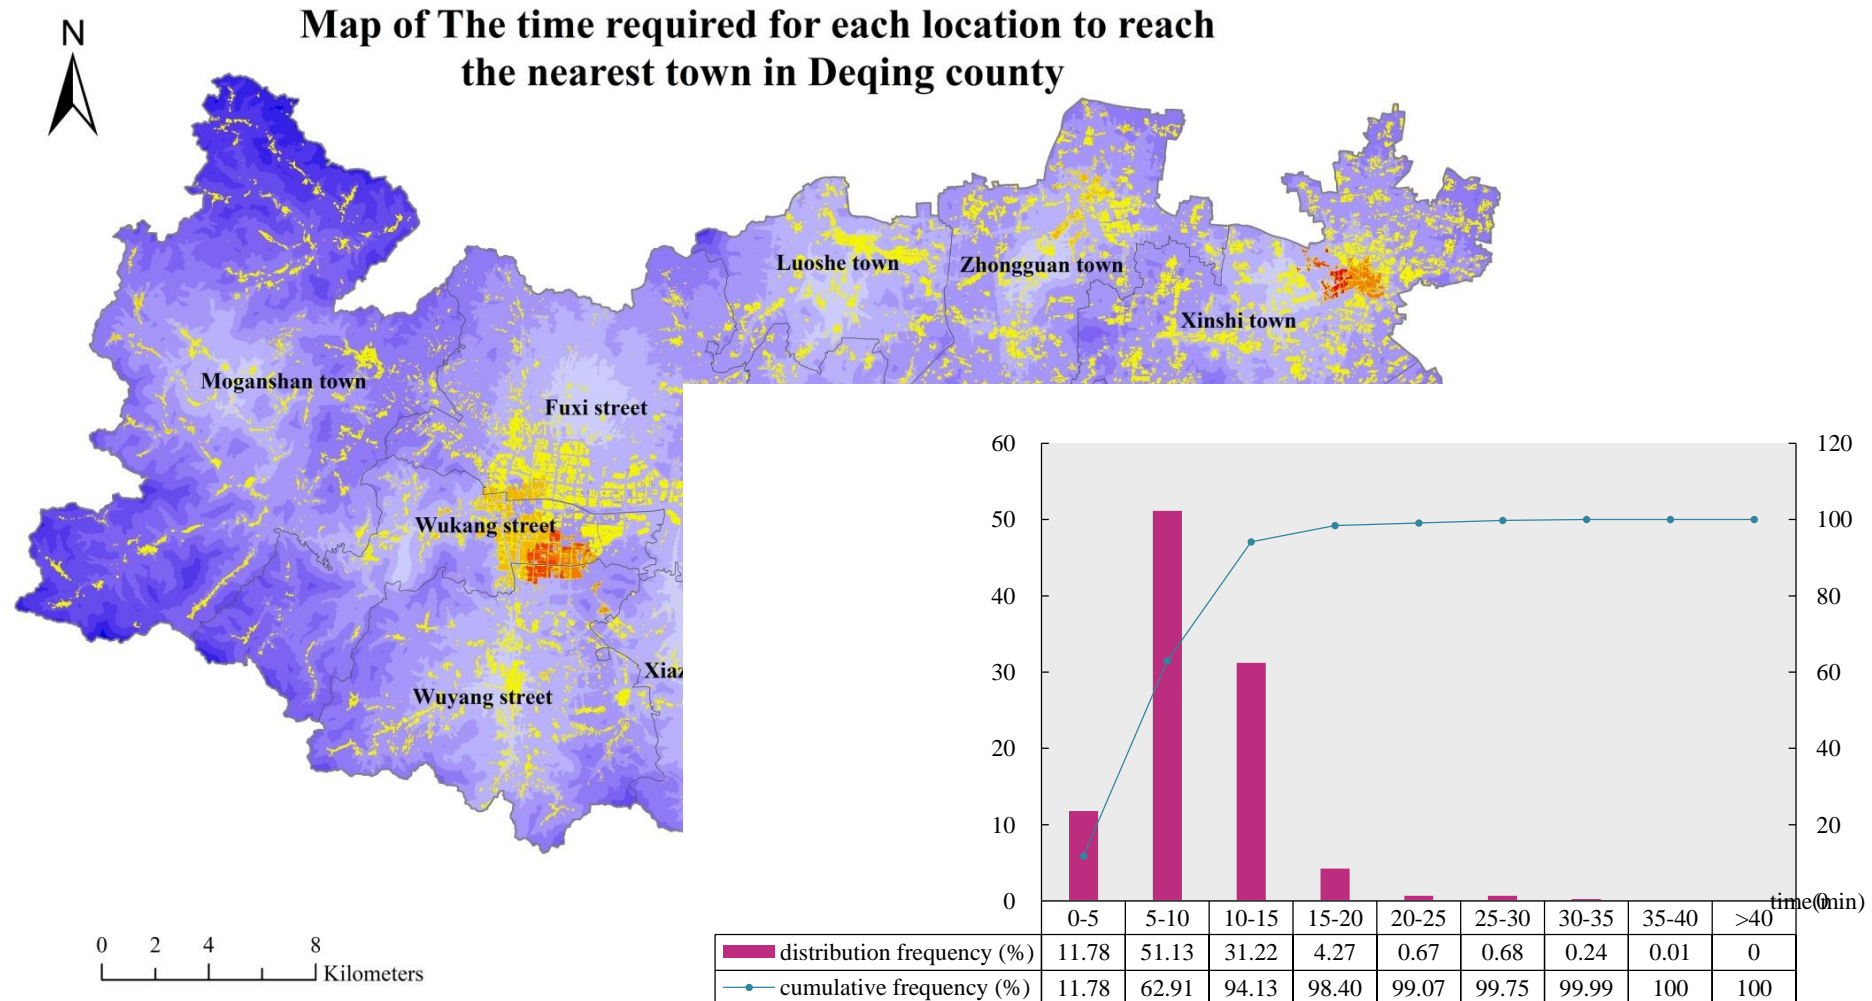 Map of The time required for each location to reach
the nearest town in Deqing county
N
Luoshe town
Zhongguan town
Xinshi town
Moganshan town
Fuxi street
Wukang street
Wuyang street
Xiaz
60 120
50 100
40 80
30 60
20 40
10 20
0 0
time(min)
0-5 5-10 10-15 15-20 20-25 25-30 30-35 35-40 >40
distribution frequency (%) 11.78 51.13 31.22 4.27 0.67 0.68 0.24 0.01 0
cumulative frequency (%) 11.78 62.91 94.13 98.40 99.07 99.75 99.99 100 100
0 2 4 8
Kilometers